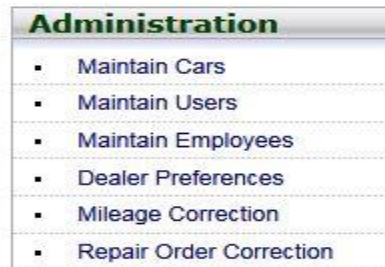 Administration
Maintain Cars
Maintain Users
Maintain Employees
Dealer Preferences
Mileage Correction
Repair Order Correction